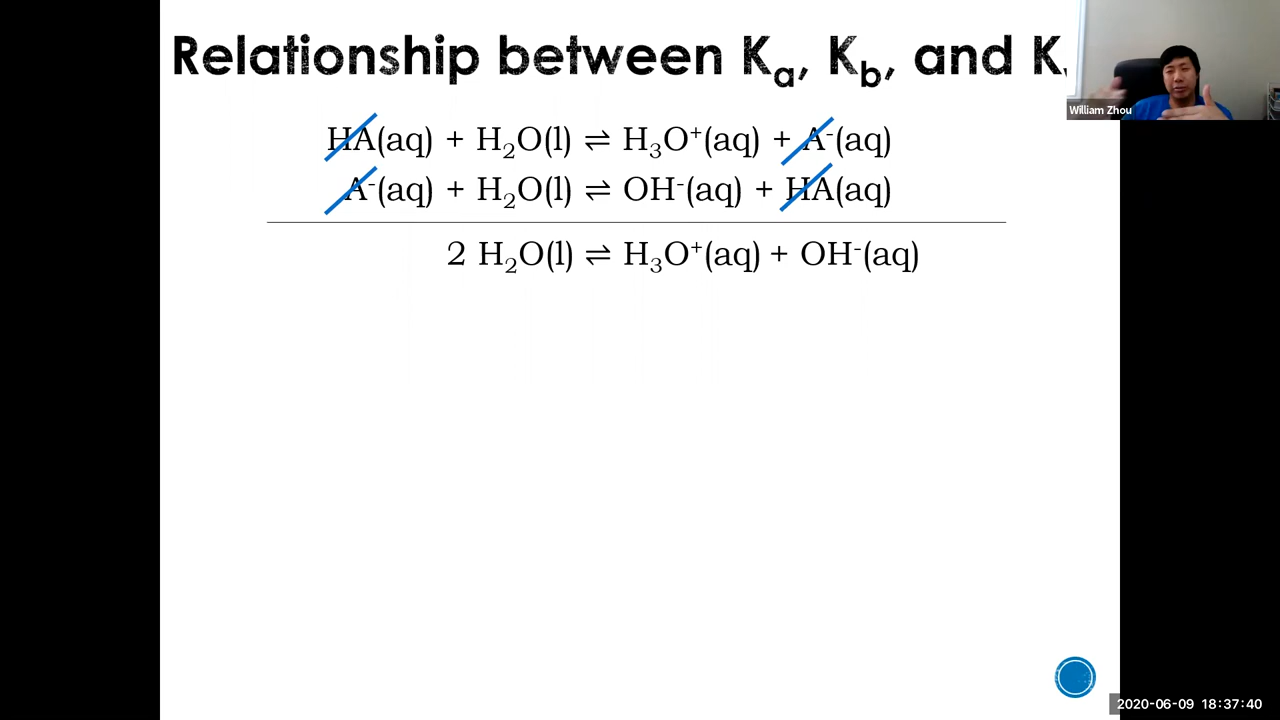 Relationship between Kₐ, K_b, and K
William Zhou
HA(aq) + H₂O(l) ⇌ H₃O⁺(aq) + A⁻(aq)
A⁻(aq) + H₂O(l) ⇌ OH⁻(aq) + HA(aq)
2 H₂O(l) ⇌ H₃O⁺(aq) + OH⁻(aq)
2020-06-09 18:37:40